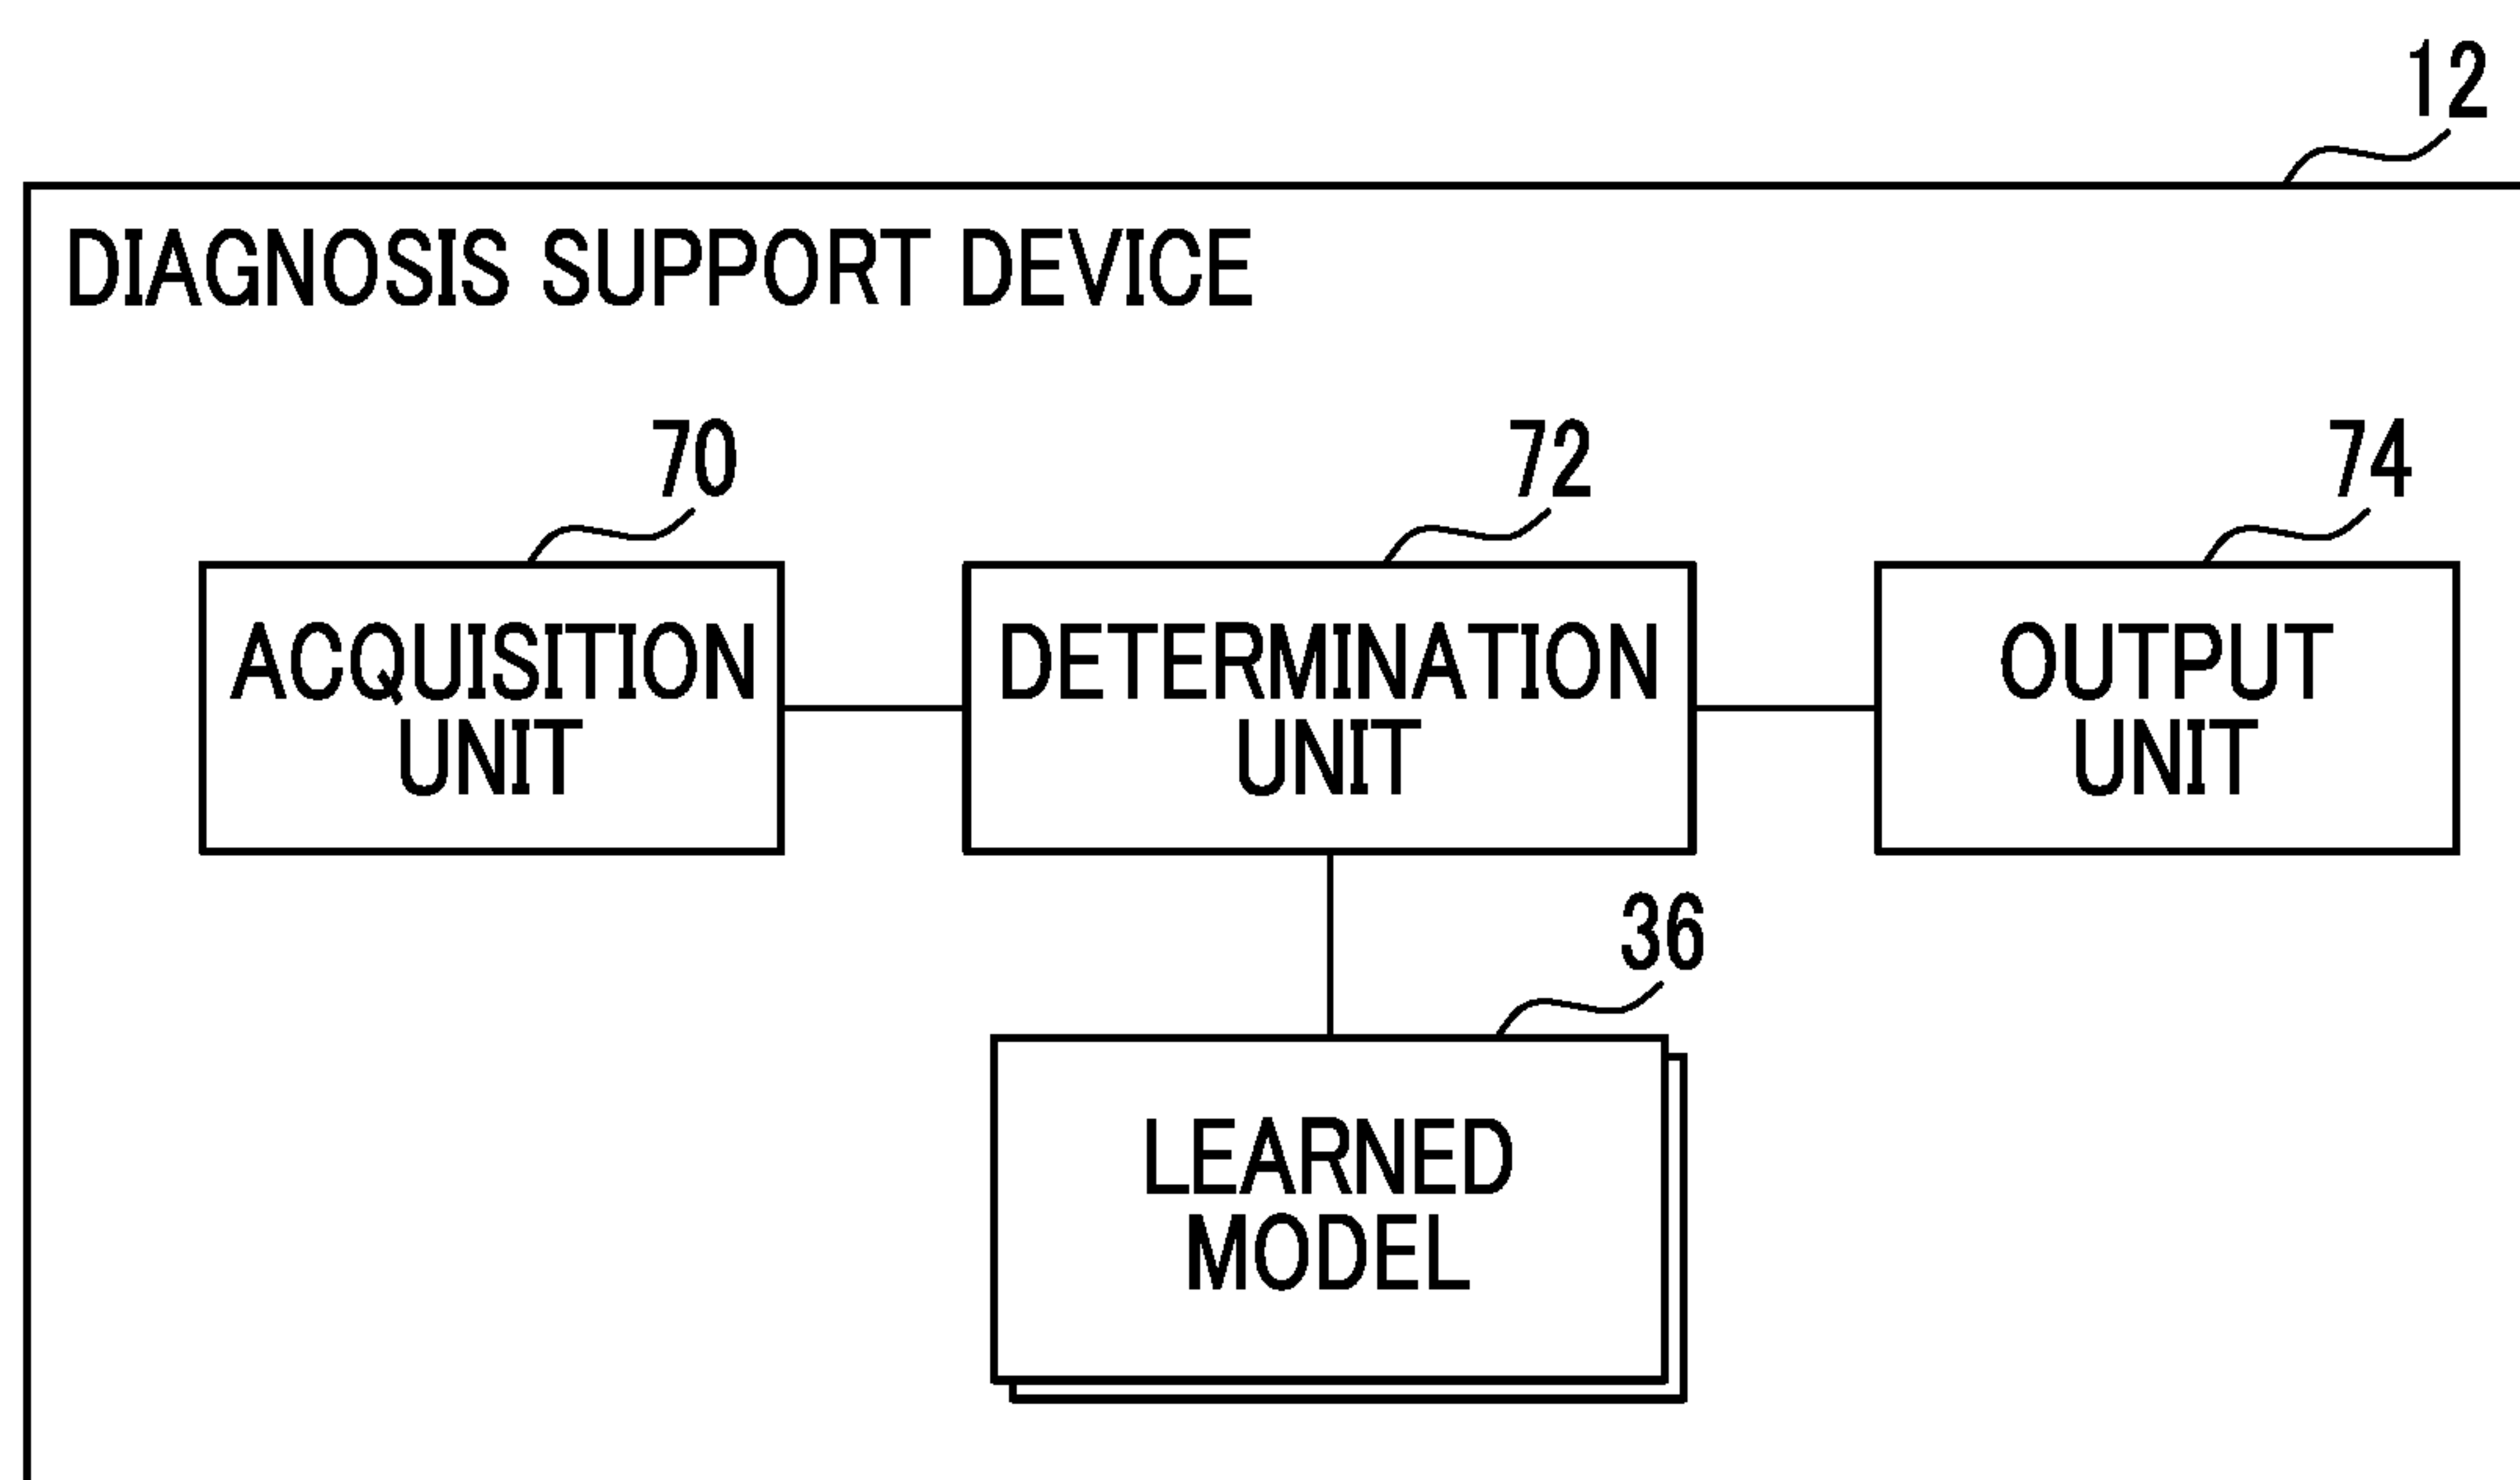 12
DIAGNOSIS SUPPORT DEVICE
70
72
74
ACQUISITION
UNIT
DETERMINATION
UNIT
OUTPUT
UNIT
36
LEARNED
MODEL